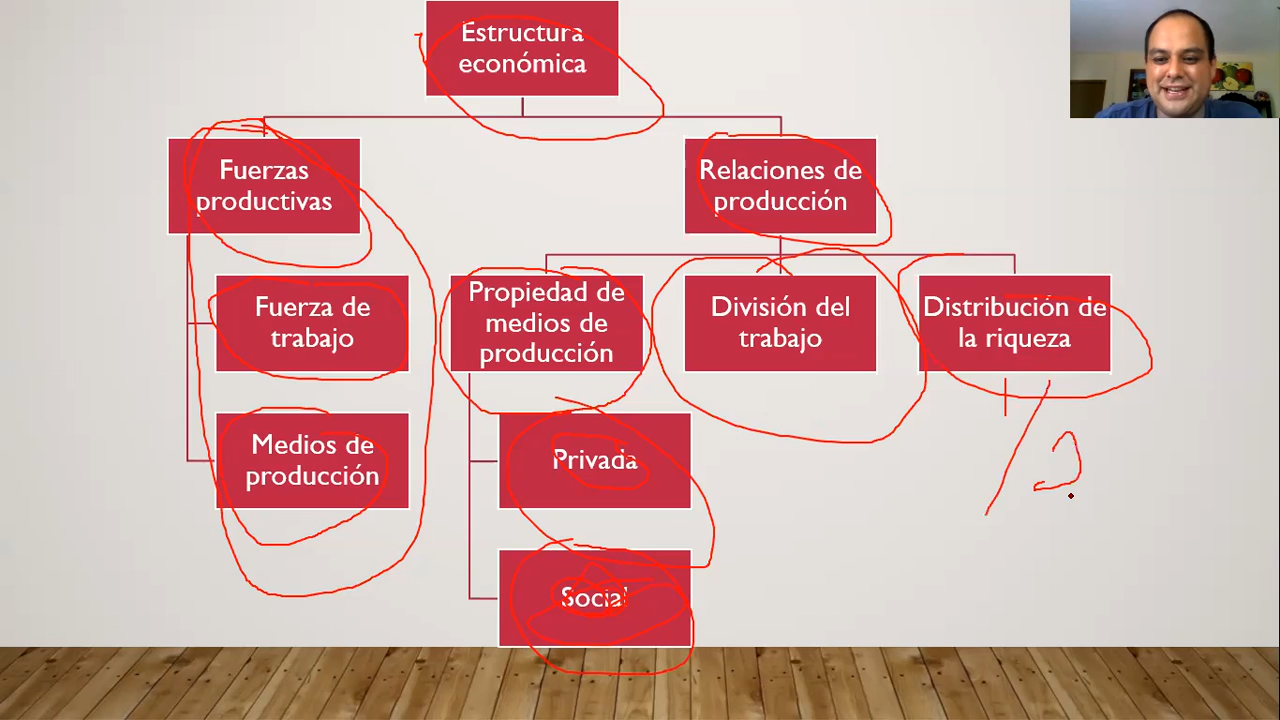 Estructura
económica
Fuerzas
productivas
Relaciones de
producción
Fuerza de
trabajo
Propiedad de
medios de
producción
División del
trabajo
Distribución de
la riqueza
Medios de
producción
Privada
Social